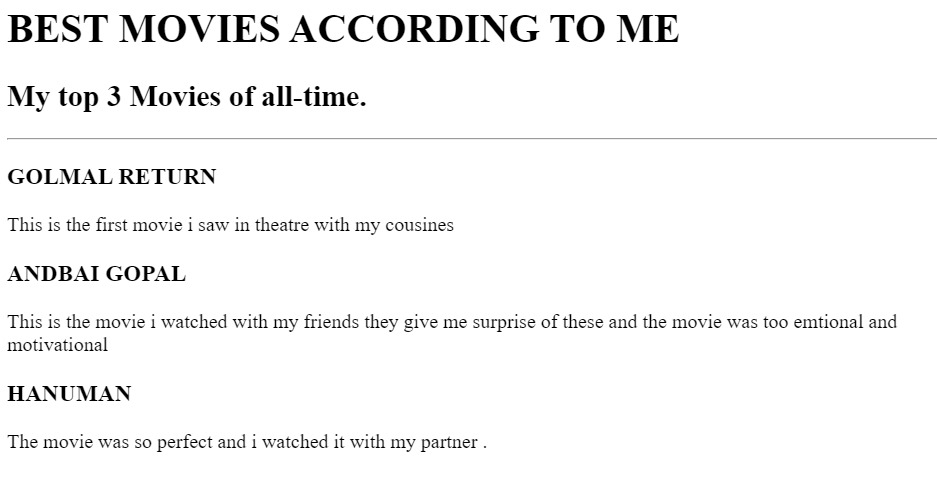 BEST MOVIES ACCORDING TO ME
My top 3 Movies of all-time.
GOLMAL RETURN
This is the first movie i saw in theatre with my cousines
ANDBAI GOPAL
This is the movie i watched with my friends they give me surprise of these and the movie was too emtional and
motivational
HANUMAN
The movie was so perfect and i watched it with my partner .